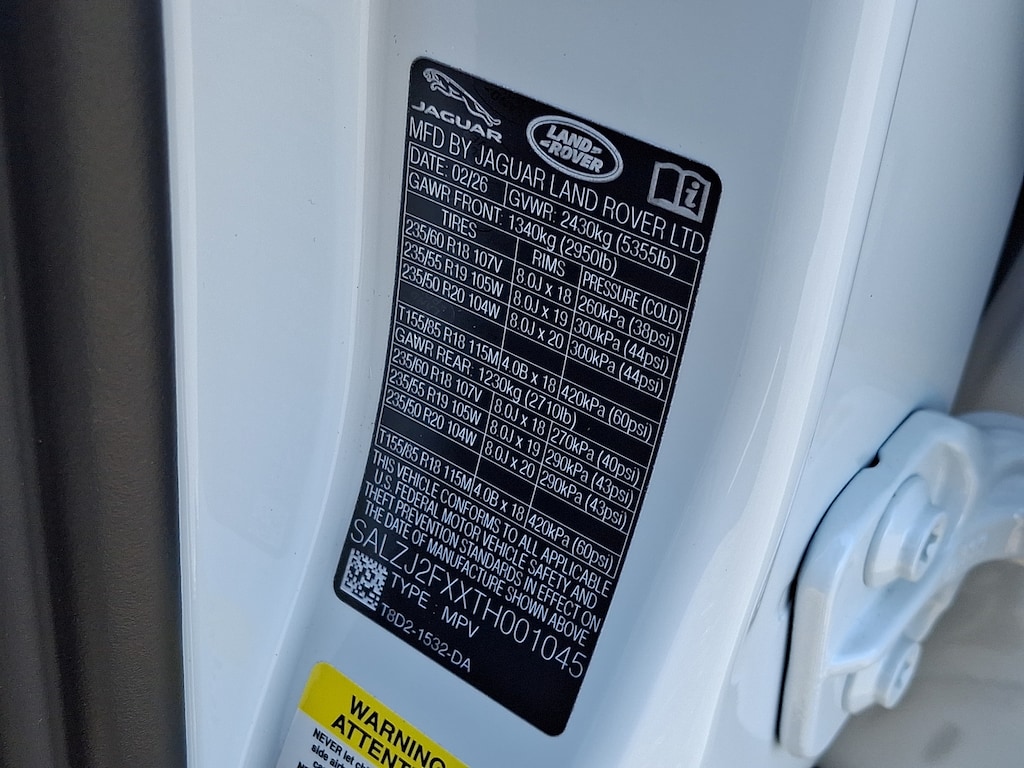 JAGUAR
LAND ROVER
MFD BY JAGUAR LAND ROVER LTD
DATE: 02/26 GVWR: 2430kg (5355lb)
GAWR FRONT: 1340kg (2950lb)
TIRES RIMS PRESSURE (COLD)
235/60 R18 107V 8.0J x 18 260kPa (38psi)
235/55 R19 105W 8.0J x 19 300kPa (44psi)
235/50 R20 104W 8.0J x 20 300kPa (44psi)
T155/85 R18 115M 4.0B x 18 420kPa (60psi)
GAWR REAR: 1230kg (2710lb)
235/60 R18 107V 8.0J x 18 270kPa (40psi)
235/55 R19 105W 8.0J x 19 290kPa (43psi)
235/50 R20 104W 8.0J x 20 290kPa (43psi)
T155/85 R18 115M 4.0B x 18 420kPa (60psi)
THIS VEHICLE CONFORMS TO ALL APPLICABLE
U.S. FEDERAL MOTOR VEHICLE SAFETY AND
THEFT PREVENTION STANDARDS IN EFFECT ON
THE DATE OF MANUFACTURE SHOWN ABOVE
SALZJ2FXXTH001045
TYPE: MPV
T8D2-1532-DA
WARNING
NEVER let
side